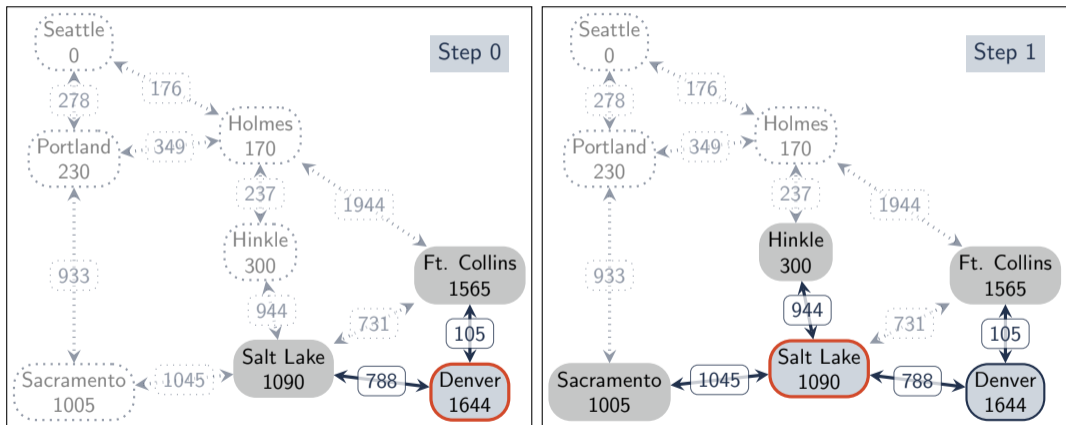 Seattle
0
Step 0
278
176
Portland
230
349
Holmes
170
237
1944
Hinkle
300
933
Ft. Collins
1565
944
731
105
Salt Lake
1090
Sacramento
1005
1045
788
Denver
1644
Seattle
0
Step 1
278
176
Portland
230
349
Holmes
170
237
1944
Hinkle
300
933
Ft. Collins
1565
944
731
105
Salt Lake
1090
Sacramento
1005
1045
788
Denver
1644